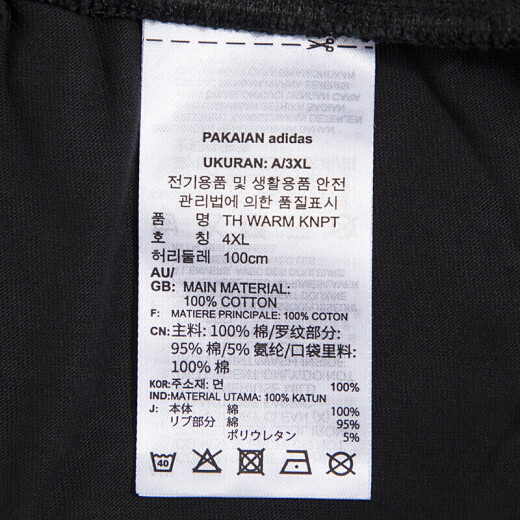 PAKAIAN adidas
UKURAN: A/3XL
전기용품 및 생활용품 안전
관리법에 의한 품질표시
품 명 TH WARM KNPT
호 칭 4XL
허리둘레 100cm
AU/
GB: MAIN MATERIAL:
100% COTTON
F: MATIERE PRINCIPALE: 100% COTON
CN: 主料: 100% 棉/罗纹部分:
95% 棉/5% 氨纶/口袋里料:
100% 棉
KOR: 주소재: 면 100%
IND: MATERIAL UTAMA: 100% KATUN
J: 本体 綿 100%
リブ部分 綿 95%
ポリウレタン 5%
40